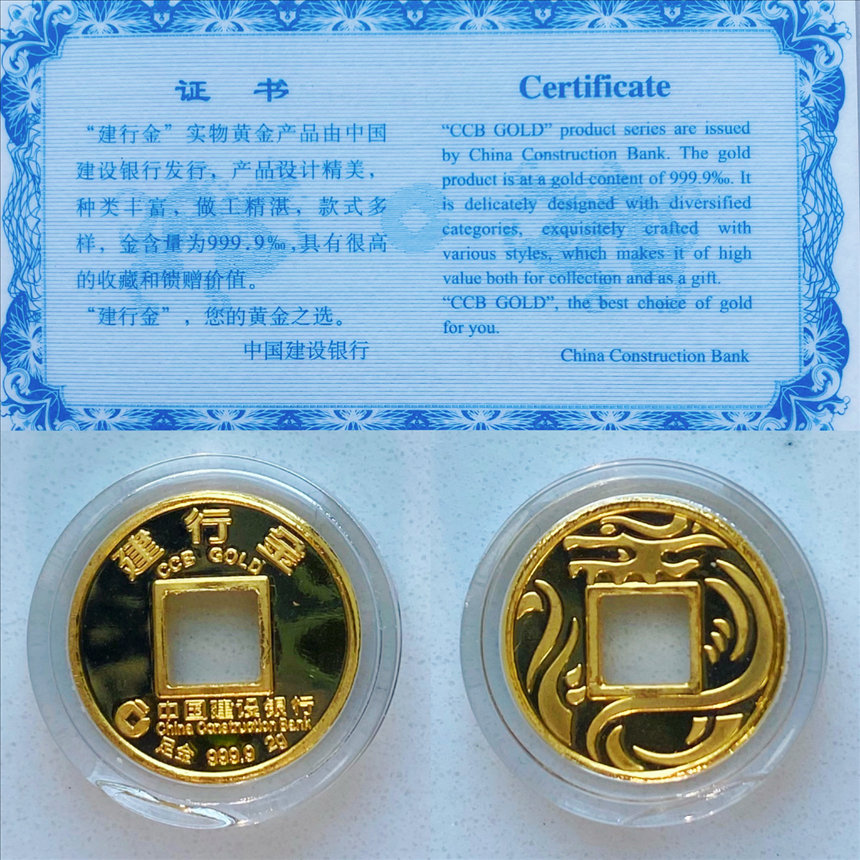 证 书
“建行金”实物黄金产品由中国
建设银行发行，产品设计精美，
种类丰富，做工精湛，款式多
样，金含量为999.9‰,具有很高
的收藏和馈赠价值。
“建行金”，您的黄金之选。
中国建设银行
Certificate
“CCB GOLD” product series are issued
by China Construction Bank. The gold
product is at a gold content of 999.9‰. It
is delicately designed with diversified
categories, exquisitely crafted with
various styles, which makes it of high
value both for collection and as a gift.
“CCB GOLD”, the best choice of gold
for you.
China Construction Bank
建行金
CCB GOLD
中国建设银行
China Construction Bank
足金 999.9 2g